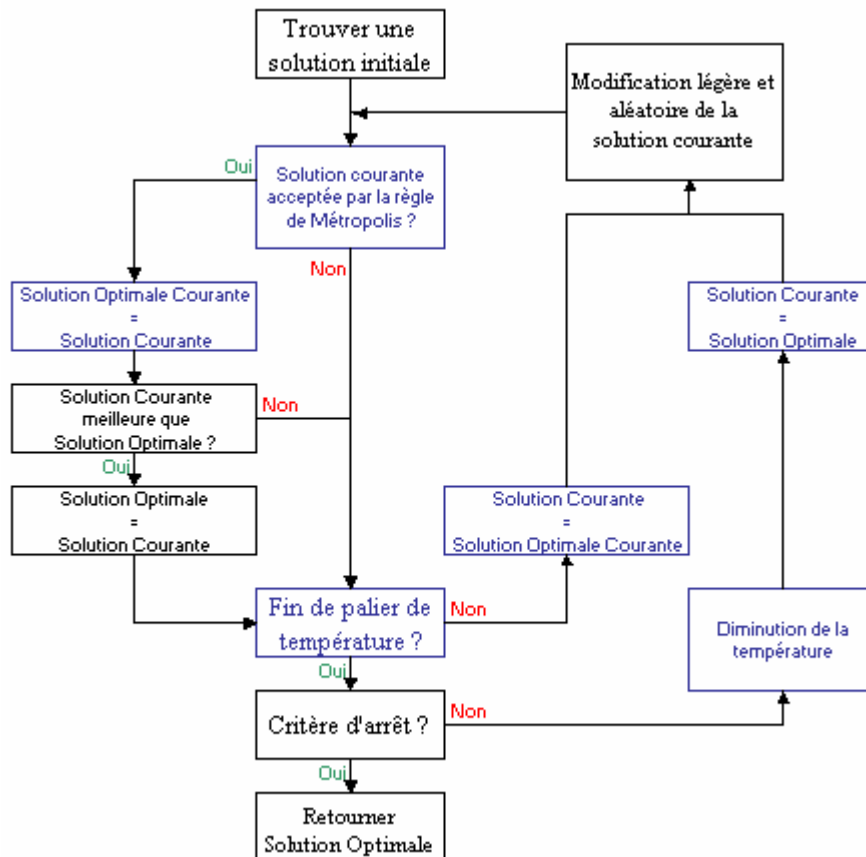 Trouver une
solution initiale
Modification légère et
aléatoire de la
solution courante
Oui
Solution courante
acceptée par la règle
de Métropolis ?
Non
Solution Optimale Courante
=
Solution Courante
Solution Courante
=
Solution Optimale
Solution Courante
meilleure que
Solution Optimale ?
Non
Oui
Solution Optimale
=
Solution Courante
Solution Courante
=
Solution Optimale Courante
Fin de palier de
température ?
Non
Diminution de la
température
Oui
Critère d'arrêt ?
Non
Oui
Retourner
Solution Optimale